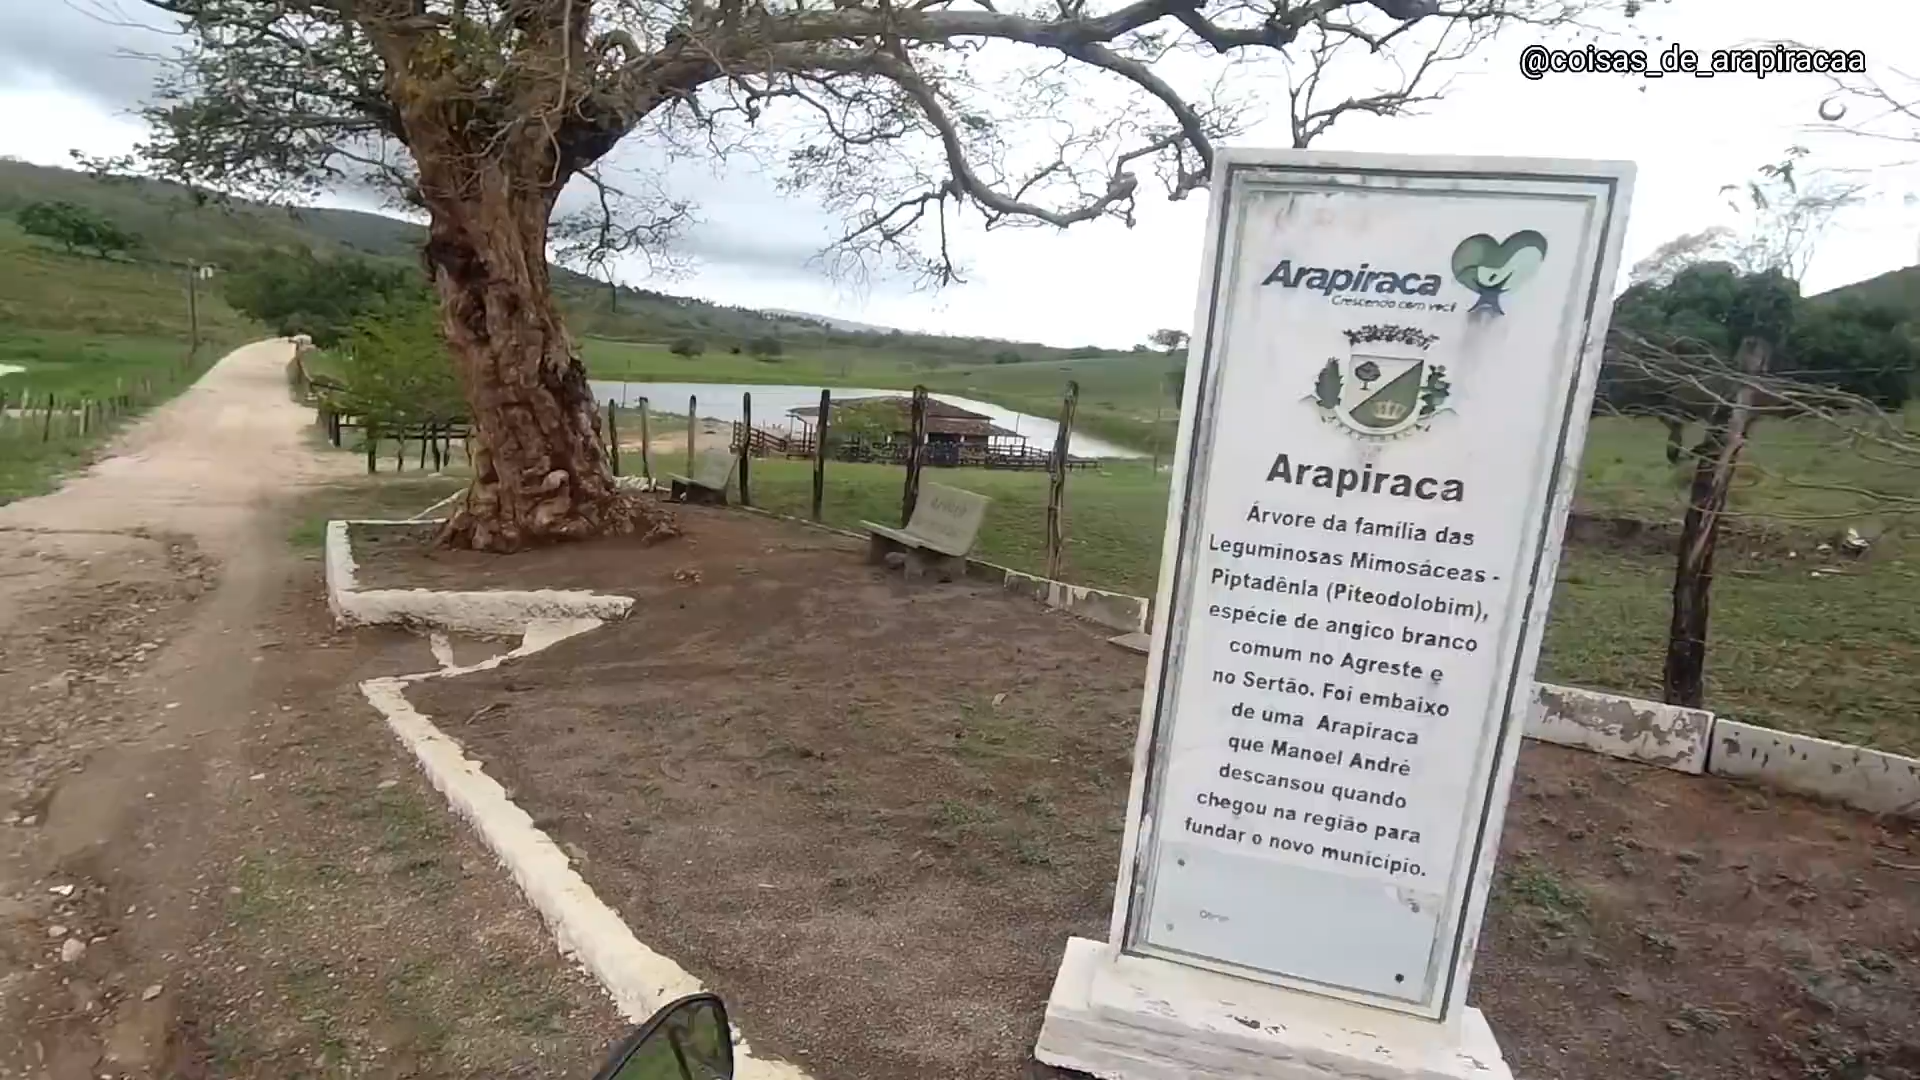 @coisas_de_arapiracaa
Arapiraca
Crescendo com você
ARAPIRACA
Arapiraca
Árvore da família das
Leguminosas Mimosáceas -
Piptadênla (Piteodolobim),
espécie de angico branco
comum no Agreste e
no Sertão. Foi embaixo
de uma Arapiraca
que Manoel André
descansou quando
chegou na região para
fundar o novo município.